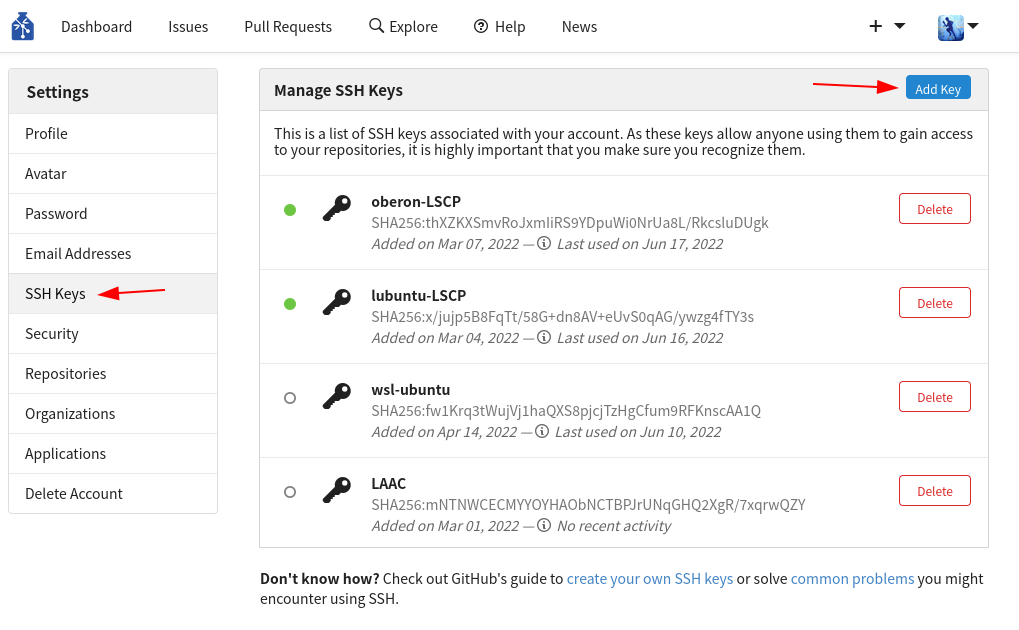 Dashboard Issues Pull Requests Explore Help News
Settings
Profile
Avatar
Password
Email Addresses
SSH Keys
Security
Repositories
Organizations
Applications
Delete Account
Manage SSH Keys Add Key
This is a list of SSH keys associated with your account. As these keys allow anyone using them to gain access
to your repositories, it is highly important that you make sure you recognize them.
oberon-LSCP Delete
SHA256:thXZKXSmvRoJxmIiRS9YDpuWi0NrUa8L/RkcsluDUgk
Added on Mar 07, 2022 — Last used on Jun 17, 2022
lubuntu-LSCP Delete
SHA256:x/jujp5B8FqTt/58G+dn8AV+eUvS0qAG/ywzg4fTY3s
Added on Mar 04, 2022 — Last used on Jun 16, 2022
wsl-ubuntu Delete
SHA256:fw1Krq3tWujVj1haQXS8pjcjTzHgCfum9RFKnscAA1Q
Added on Apr 14, 2022 — Last used on Jun 10, 2022
LAAC Delete
SHA256:mNTNWCECMYYOYHAObNCTBPJrUNqGHQ2XgR/7xqrwQZY
Added on Mar 01, 2022 — No recent activity
Don't know how? Check out GitHub's guide to create your own SSH keys or solve common problems you might
encounter using SSH.